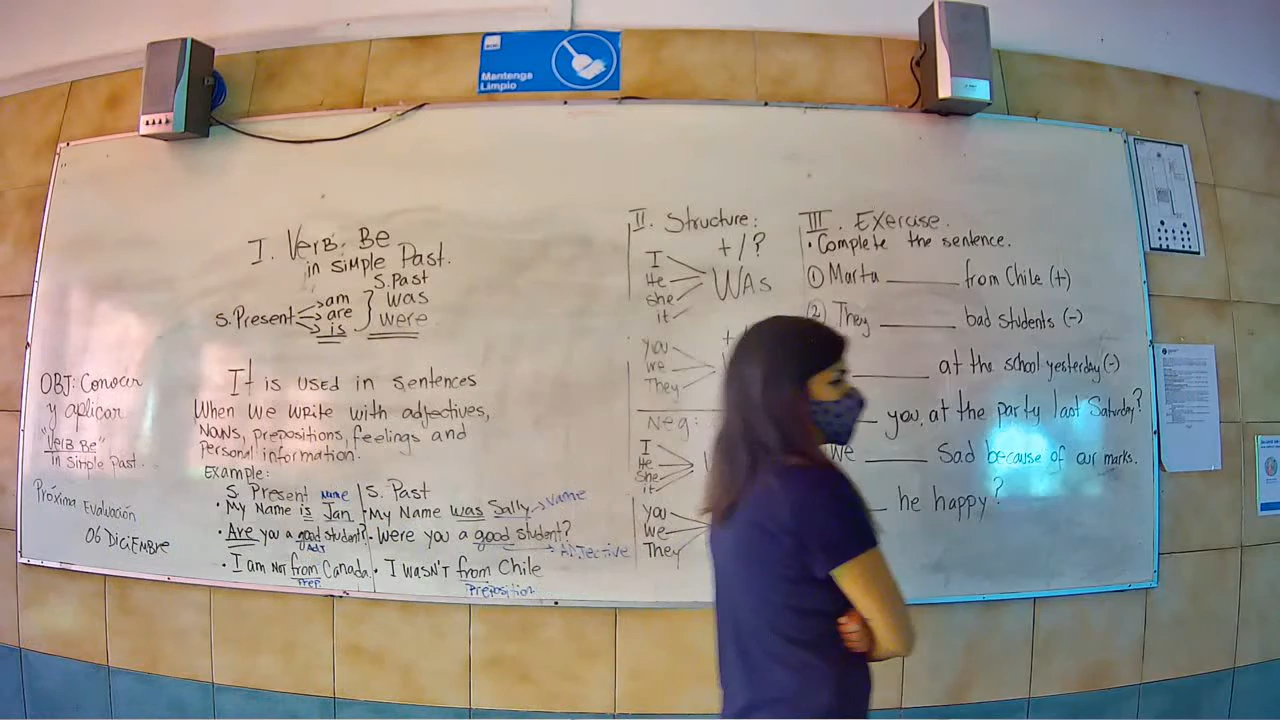 Mantenga
Limpio
I. Verb. Be
in simple Past.
S. Past
s. Present
am
are
is
was
were
OBJ: Conocer
y aplicar
"Verb Be"
in Simple Past.
Próxima Evaluación
06 Diciembre
It is used in sentences
When We write with adjectives,
Nouns, prepositions, feelings and
personal information.
Example:
S. Present
Name
S. Past
• My Name is Jan
• My Name was Sally → Name
• Are you a good student?
• Were you a good student?
ADJ
→ ADJective
• I am not from Canada.
• I wasn't from Chile
Prep.
Preposition
II. Structure:
+ / ?
I
He
she
it
WAs
you
we
They
Neg:
I
He
She
it
you
We
They
III. Exercise.
• Complete the sentence.
① Marta ______ from Chile (+)
② They ______ bad students (-)
______ at the school yesterday (-)
__ you, at the party last Saturday?
We ______ Sad because of our marks.
__ he happy?